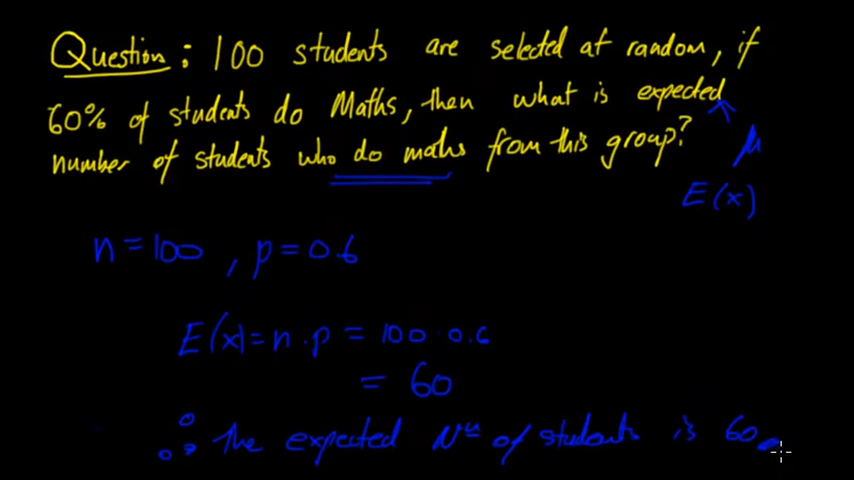 Question: 100 students are selected at random, if
60% of students do Maths, then what is expected
number of students who do maths from this group?
μ
E(x)
n = 100, p = 0.6
E(x) = n·p = 100·0.6
= 60
∴ the expected Nº of students is 60